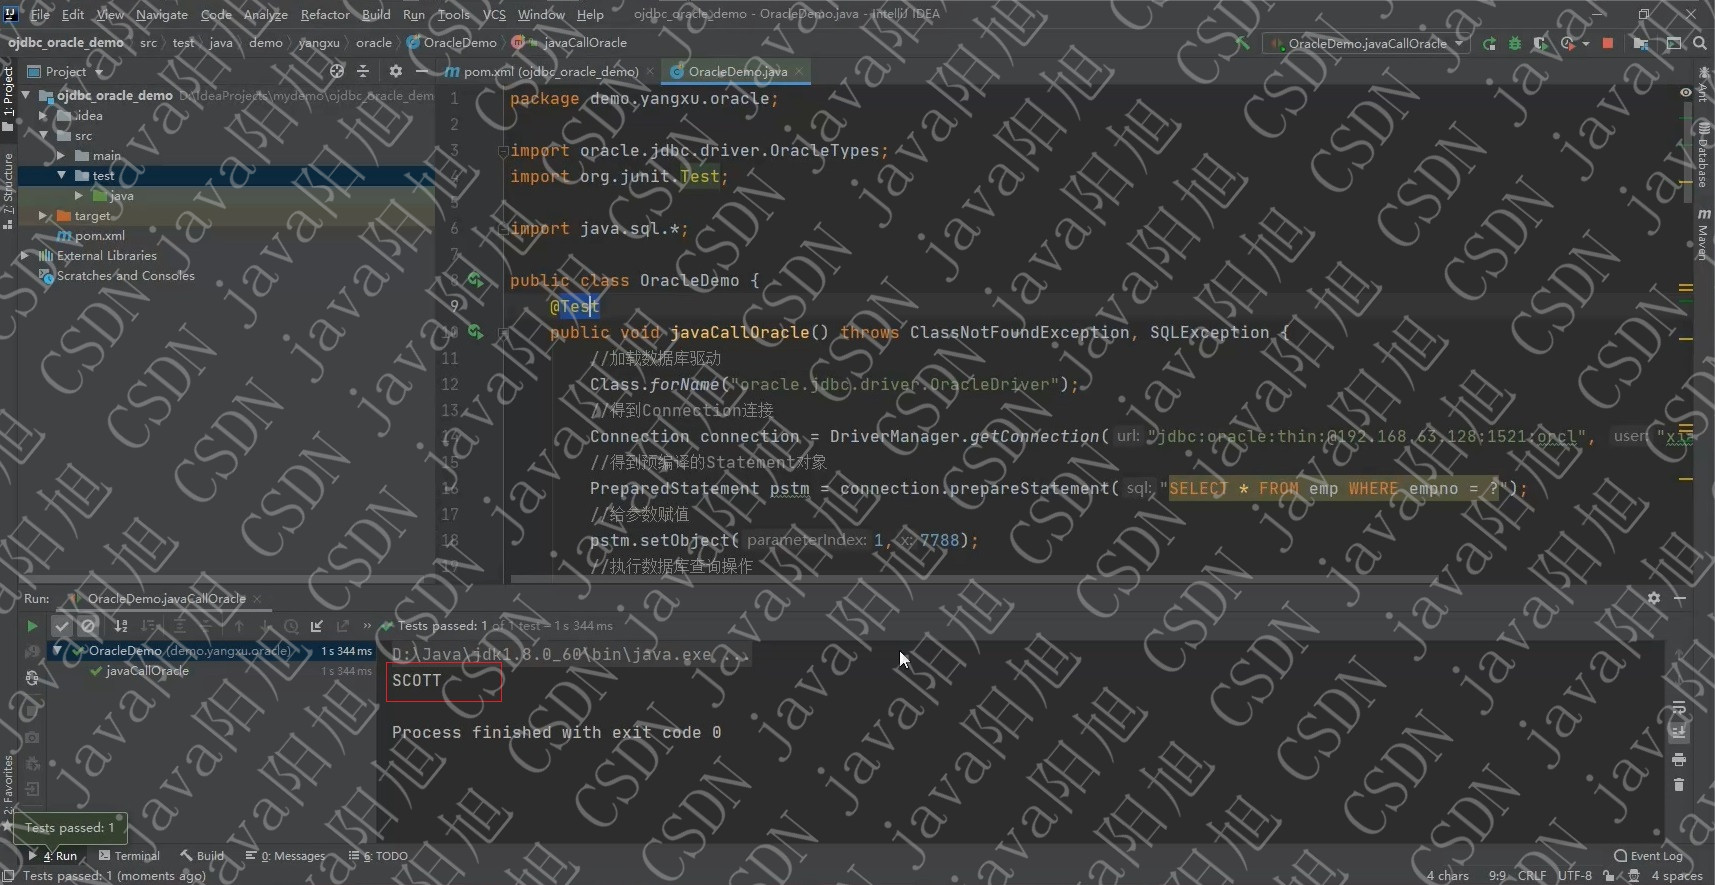 File Edit View Navigate Code Analyze Refactor Build Run Tools VCS Window Help ojdbc_oracle_demo - OracleDemo.java - IntelliJ IDEA
ojdbc_oracle_demo src test java demo yangxu oracle OracleDemo javaCallOracle OracleDemo.javaCallOracle
Project pom.xml (ojdbc_oracle_demo) OracleDemo.java
1: Project
7: Structure
2: Favorites
Ant
Database
Maven
ojdbc_oracle_demo D:\IdeaProjects\mydemo\ojdbc_oracle_dem
.idea
src
main
test
java
target
pom.xml
External Libraries
Scratches and Consoles
1 package demo.yangxu.oracle;
2
3 import oracle.jdbc.driver.OracleTypes;
4 import org.junit.Test;
5
6 import java.sql.*;
7
8 public class OracleDemo {
9 @Test
10 public void javaCallOracle() throws ClassNotFoundException, SQLException {
11 //加载数据库驱动
12 Class.forName("oracle.jdbc.driver.OracleDriver");
13 //得到Connection连接
14 Connection connection = DriverManager.getConnection( url: "jdbc:oracle:thin:@192.168.63.128:1521:orcl", user: "xia
15 //得到预编译的Statement对象
16 PreparedStatement pstm = connection.prepareStatement( sql: "SELECT * FROM emp WHERE empno = ?");
17 //给参数赋值
18 pstm.setObject( parameterIndex: 1, x: 7788);
19 //执行数据库查询操作
Run: OracleDemo.javaCallOracle
Tests passed: 1 of 1 test – 1 s 344 ms
OracleDemo (demo.yangxu.oracle) 1 s 344 ms
javaCallOracle 1 s 344 ms
D:\Java\jdk1.8.0_60\bin\java.exe ...
SCOTT
Process finished with exit code 0
Tests passed: 1
4: Run Terminal Build 0: Messages 6: TODO Event Log
Tests passed: 1 (moments ago) 4 chars 9:9 CRLF UTF-8 4 spaces
CSDN java阳旭